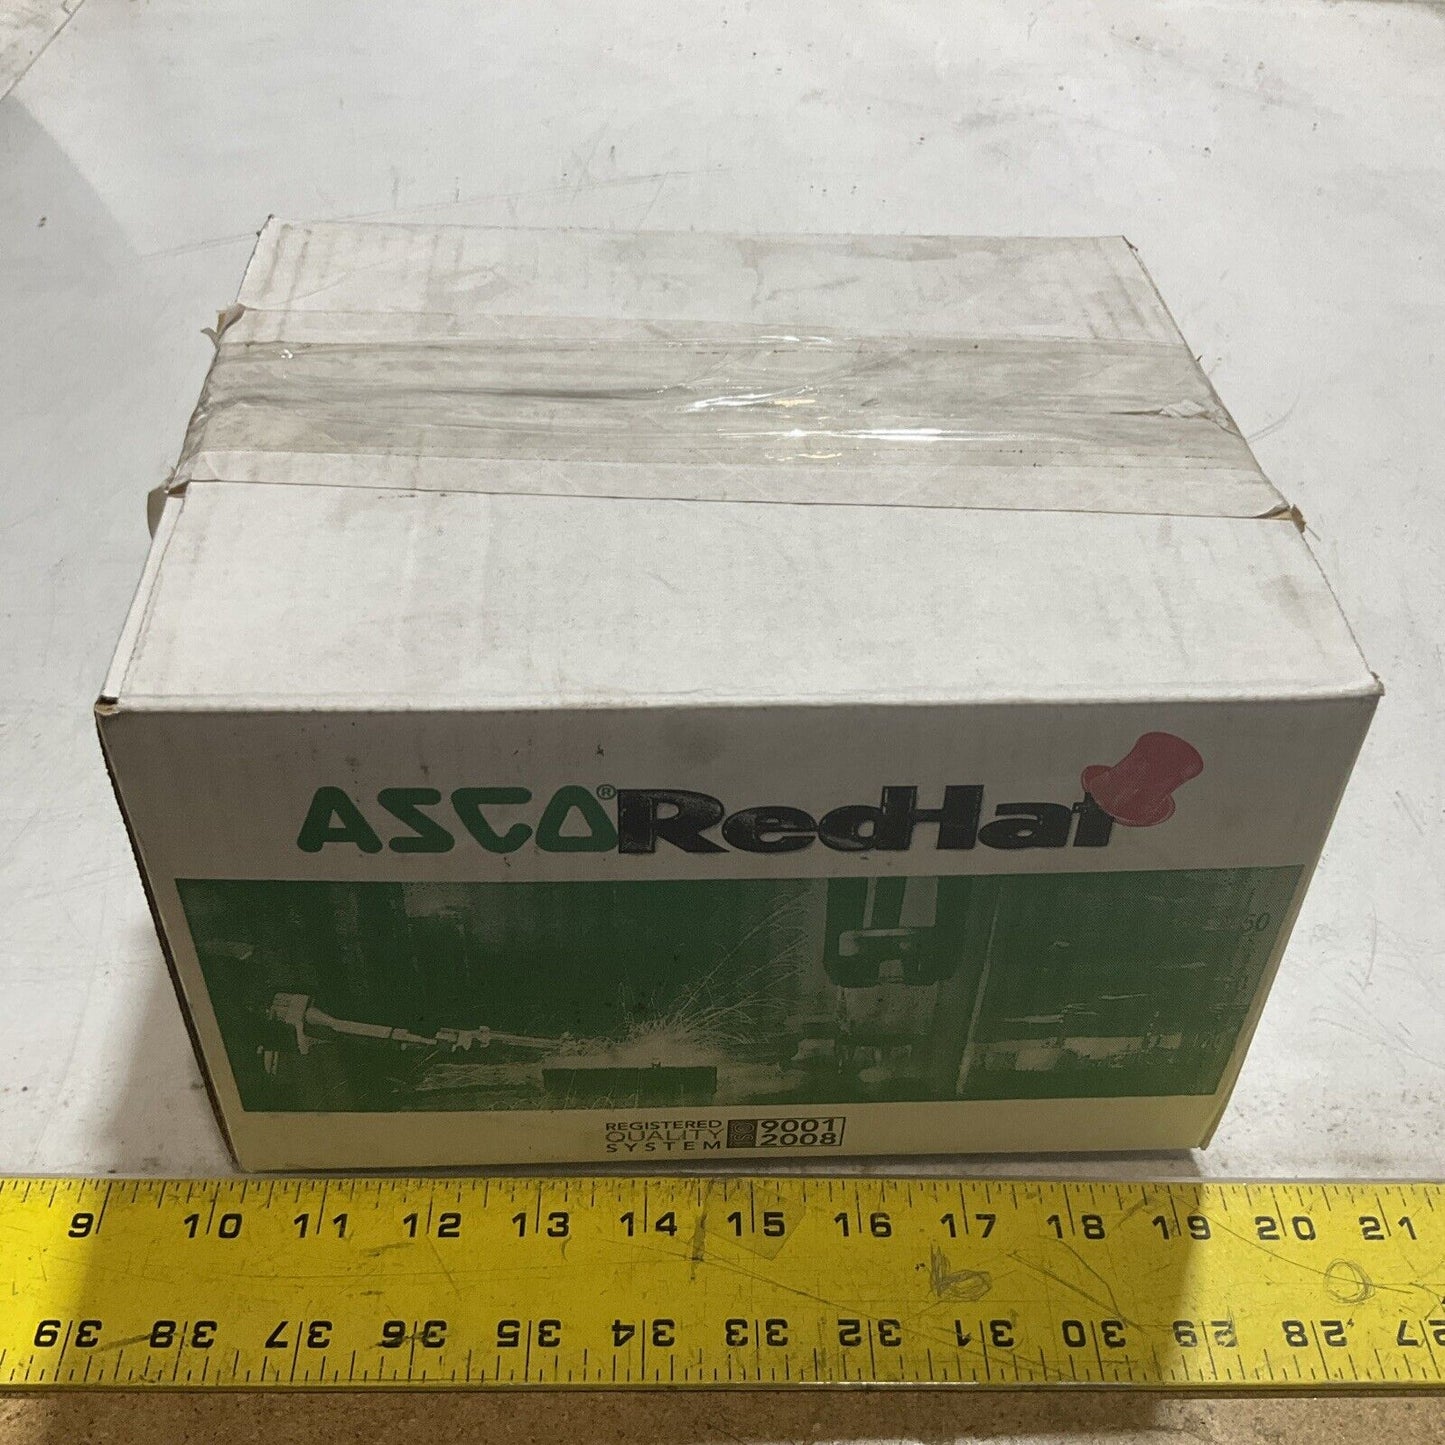 ASCO® RedHat
50
REGISTERED
QUALITY
SYSTEM
ISO
9001
2008
9 10 11 12 13 14 15 16 17 18 19 20 21
39 38 37 36 35 34 33 32 31 30 29 28 27